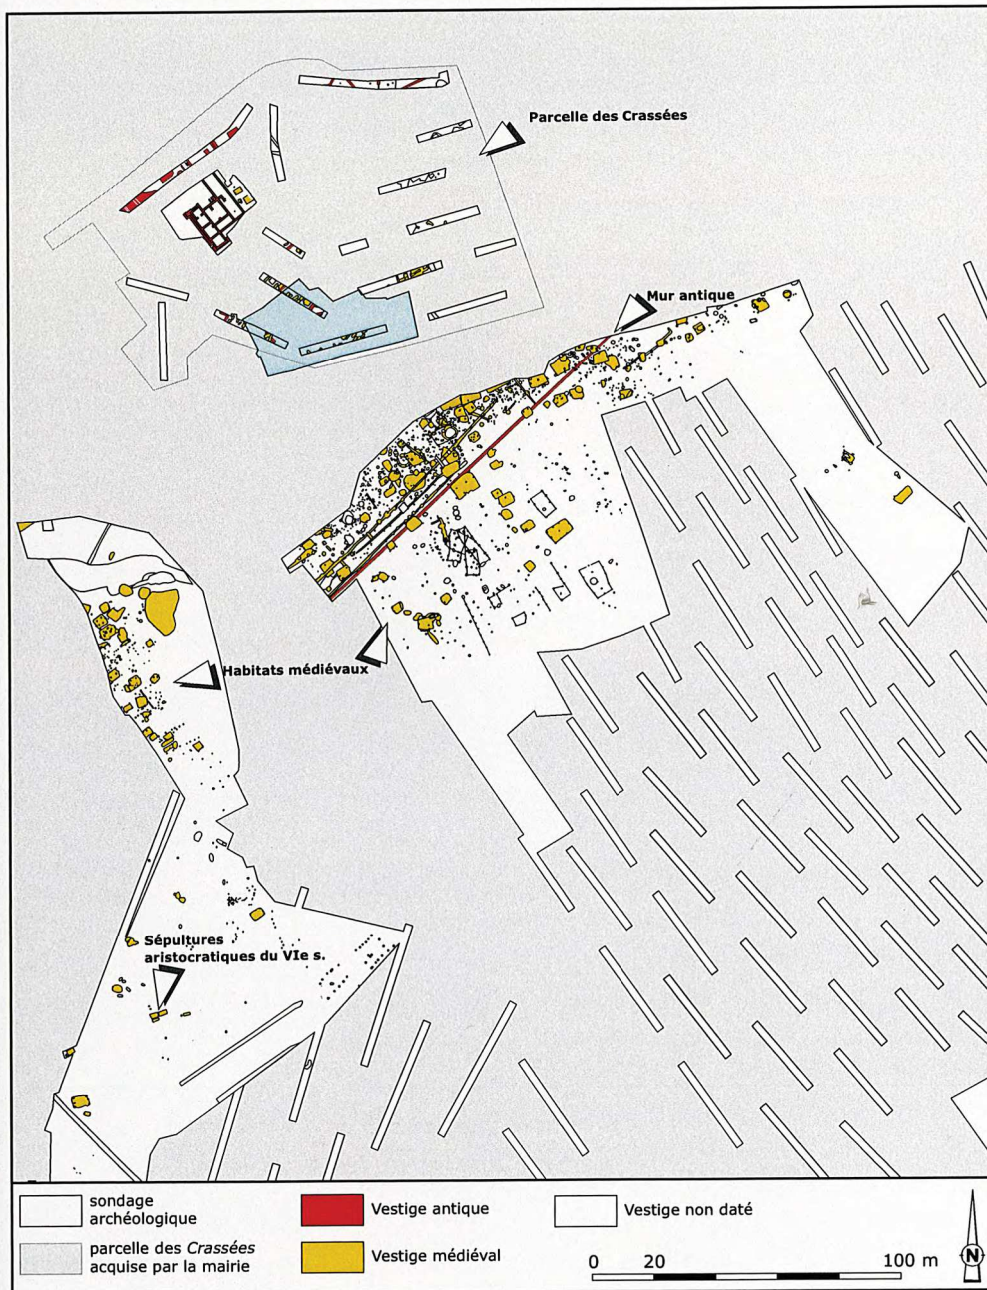 Parcelle des Crassées
Mur antique
Habitats médiévaux
Sépultures
aristocratiques du VIe s.
sondage
archéologique
Vestige antique
Vestige non daté
parcelle des Crassées
acquise par la mairie
Vestige médiéval
0 20 100 m
N